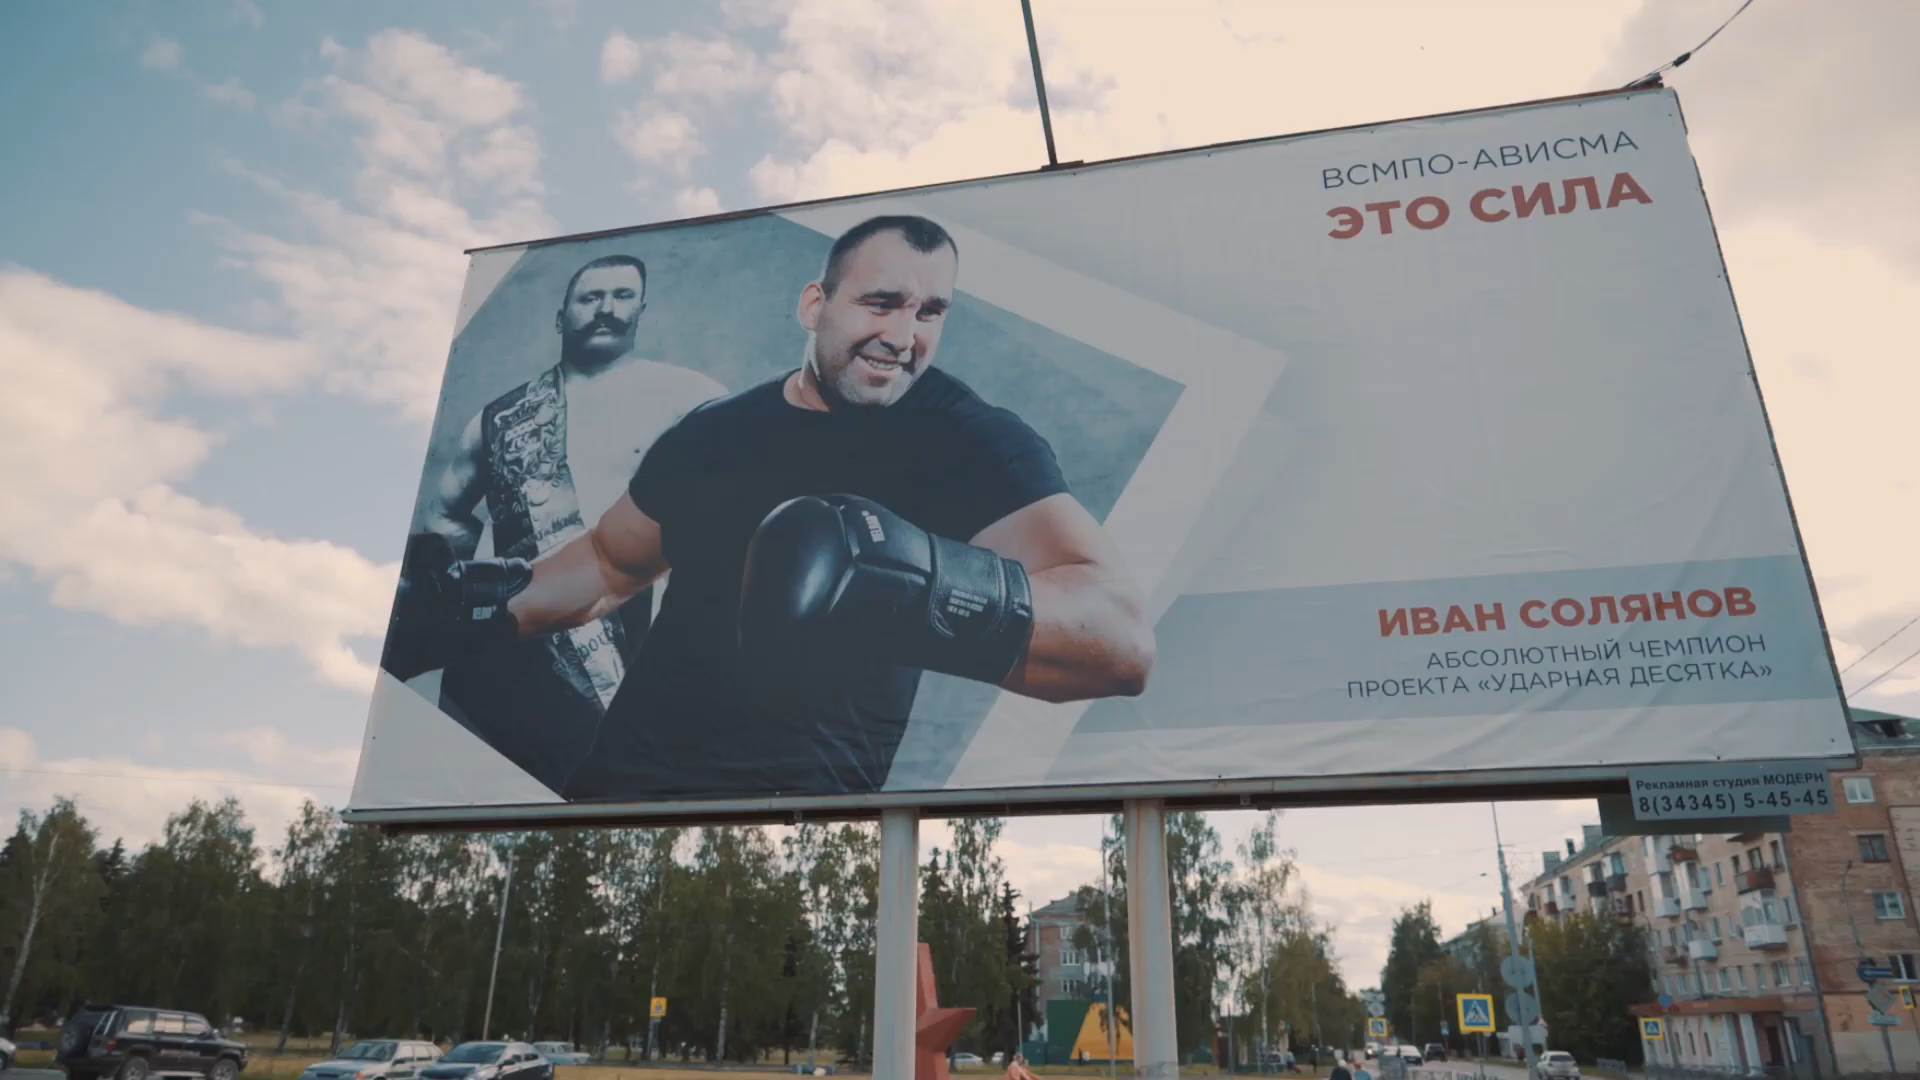 ВСМПО-АВИСМА
ЭТО СИЛА
ИВАН СОЛЯНОВ
АБСОЛЮТНЫЙ ЧЕМПИОН
ПРОЕКТА «УДАРНАЯ ДЕСЯТКА»
Рекламная студия МОДЕРН
8(34345) 5-45-45